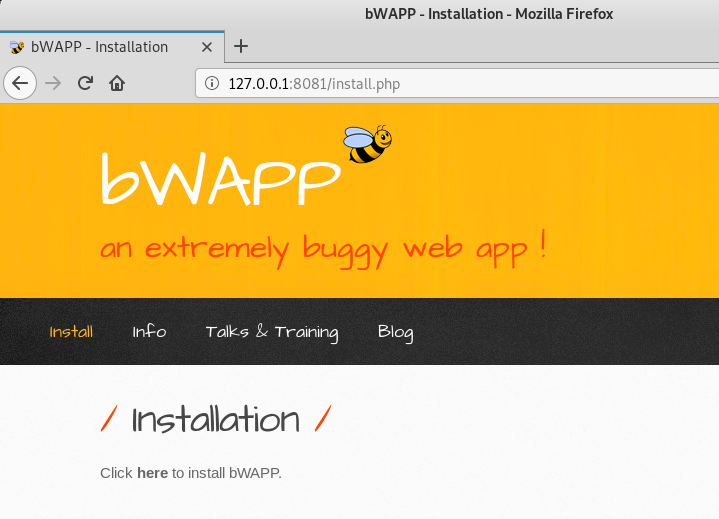 bWAPP - Installation - Mozilla Firefox
bWAPP - Installation
127.0.0.1:8081/install.php
bWAPP
an extremely buggy web app !
Install Info Talks & Training Blog
/ Installation /
Click here to install bWAPP.